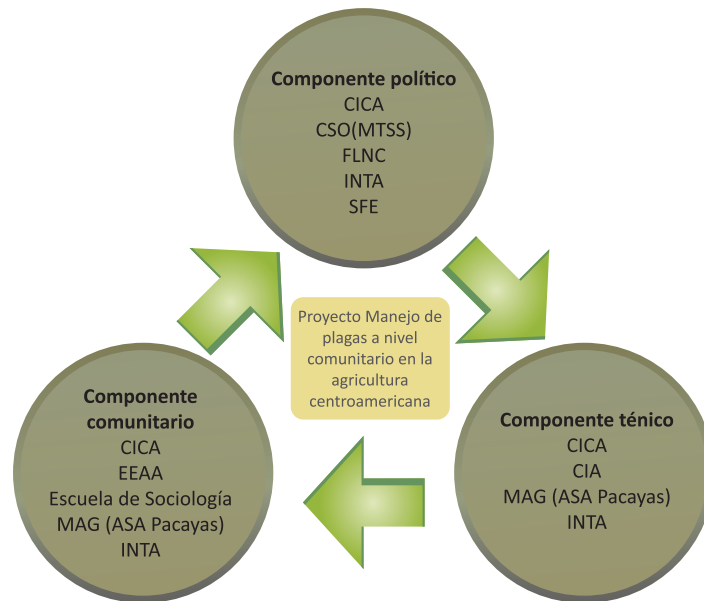 Componente político
CICA
CSO(MTSS)
FLNC
INTA
SFE
Proyecto Manejo de
plagas a nivel
comunitario en la
agricultura
centroamericana
Componente
comunitario
CICA
EEAA
Escuela de Sociología
MAG (ASA Pacayas)
INTA
Componente ténico
CICA
CIA
MAG (ASA Pacayas)
INTA